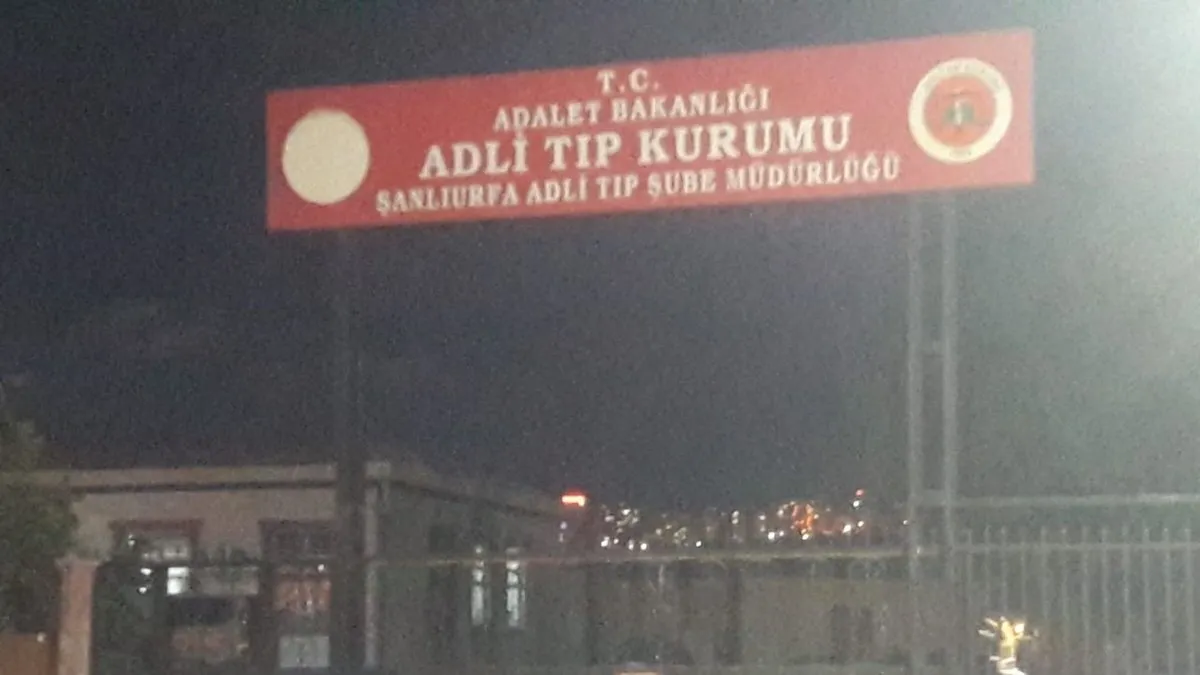 T.C.
ADALET BAKANLIĞI
ADLİ TIP KURUMU
ŞANLIURFA ADLİ TIP ŞUBE MÜDÜRLÜĞÜ